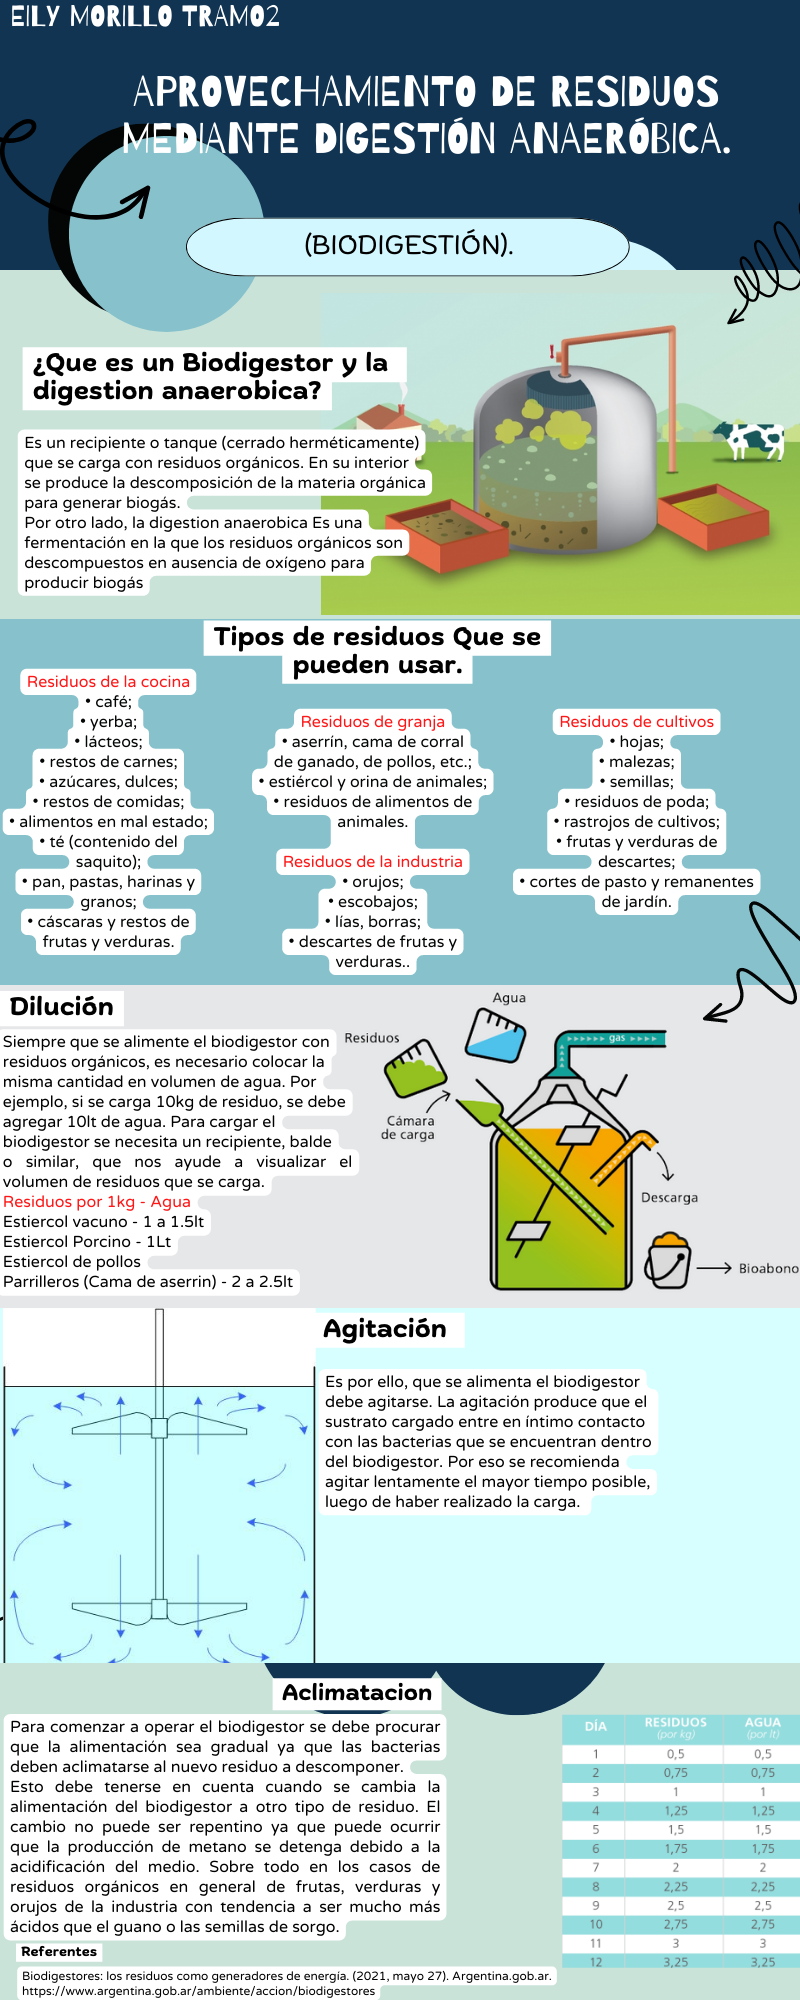 EILY MORILLO TRAMO2
APROVECHAMIENTO DE RESIDUOS
MEDIANTE DIGESTIÓN ANAERÓBICA.
(BIODIGESTIÓN).
¿Que es un Biodigestor y la
digestion anaerobica?
Es un recipiente o tanque (cerrado herméticamente)
que se carga con residuos orgánicos. En su interior
se produce la descomposición de la materia orgánica
para generar biogás.
Por otro lado, la digestion anaerobica Es una
fermentación en la que los residuos orgánicos son
descompuestos en ausencia de oxígeno para
producir biogás
Tipos de residuos Que se
pueden usar.
Residuos de la cocina
• café;
• yerba;
• lácteos;
• restos de carnes;
• azúcares, dulces;
• restos de comidas;
• alimentos en mal estado;
• té (contenido del
saquito);
• pan, pastas, harinas y
granos;
• cáscaras y restos de
frutas y verduras.
Residuos de granja
• aserrín, cama de corral
de ganado, de pollos, etc.;
• estiércol y orina de animales;
• residuos de alimentos de
animales.
Residuos de la industria
• orujos;
• escobajos;
• lías, borras;
• descartes de frutas y
verduras..
Residuos de cultivos
• hojas;
• malezas;
• semillas;
• residuos de poda;
• rastrojos de cultivos;
• frutas y verduras de
descartes;
• cortes de pasto y remanentes
de jardín.
Dilución
Siempre que se alimente el biodigestor con
residuos orgánicos, es necesario colocar la
misma cantidad en volumen de agua. Por
ejemplo, si se carga 10kg de residuo, se debe
agregar 10lt de agua. Para cargar el
biodigestor se necesita un recipiente, balde
o similar, que nos ayude a visualizar el
volumen de residuos que se carga.
Residuos por 1kg - Agua
Estiercol vacuno - 1 a 1.5lt
Estiercol Porcino - 1Lt
Estiercol de pollos
Parrilleros (Cama de aserrin) - 2 a 2.5lt
Agua
Residuos
gas
Cámara
de carga
Descarga
Bioabono
Agitación
Es por ello, que se alimenta el biodigestor
debe agitarse. La agitación produce que el
sustrato cargado entre en íntimo contacto
con las bacterias que se encuentran dentro
del biodigestor. Por eso se recomienda
agitar lentamente el mayor tiempo posible,
luego de haber realizado la carga.
Aclimatacion
Para comenzar a operar el biodigestor se debe procurar
que la alimentación sea gradual ya que las bacterias
deben aclimatarse al nuevo residuo a descomponer.
Esto debe tenerse en cuenta cuando se cambia la
alimentación del biodigestor a otro tipo de residuo. El
cambio no puede ser repentino ya que puede ocurrir
que la producción de metano se detenga debido a la
acidificación del medio. Sobre todo en los casos de
residuos orgánicos en general de frutas, verduras y
orujos de la industria con tendencia a ser mucho más
ácidos que el guano o las semillas de sorgo.
DÍA RESIDUOS (por kg) AGUA (por lt)
1 0,5 0,5
2 0,75 0,75
3 1 1
4 1,25 1,25
5 1,5 1,5
6 1,75 1,75
7 2 2
8 2,25 2,25
9 2,5 2,5
10 2,75 2,75
11 3 3
12 3,25 3,25
Referentes
Biodigestores: los residuos como generadores de energía. (2021, mayo 27). Argentina.gob.ar.
https://www.argentina.gob.ar/ambiente/accion/biodigestores